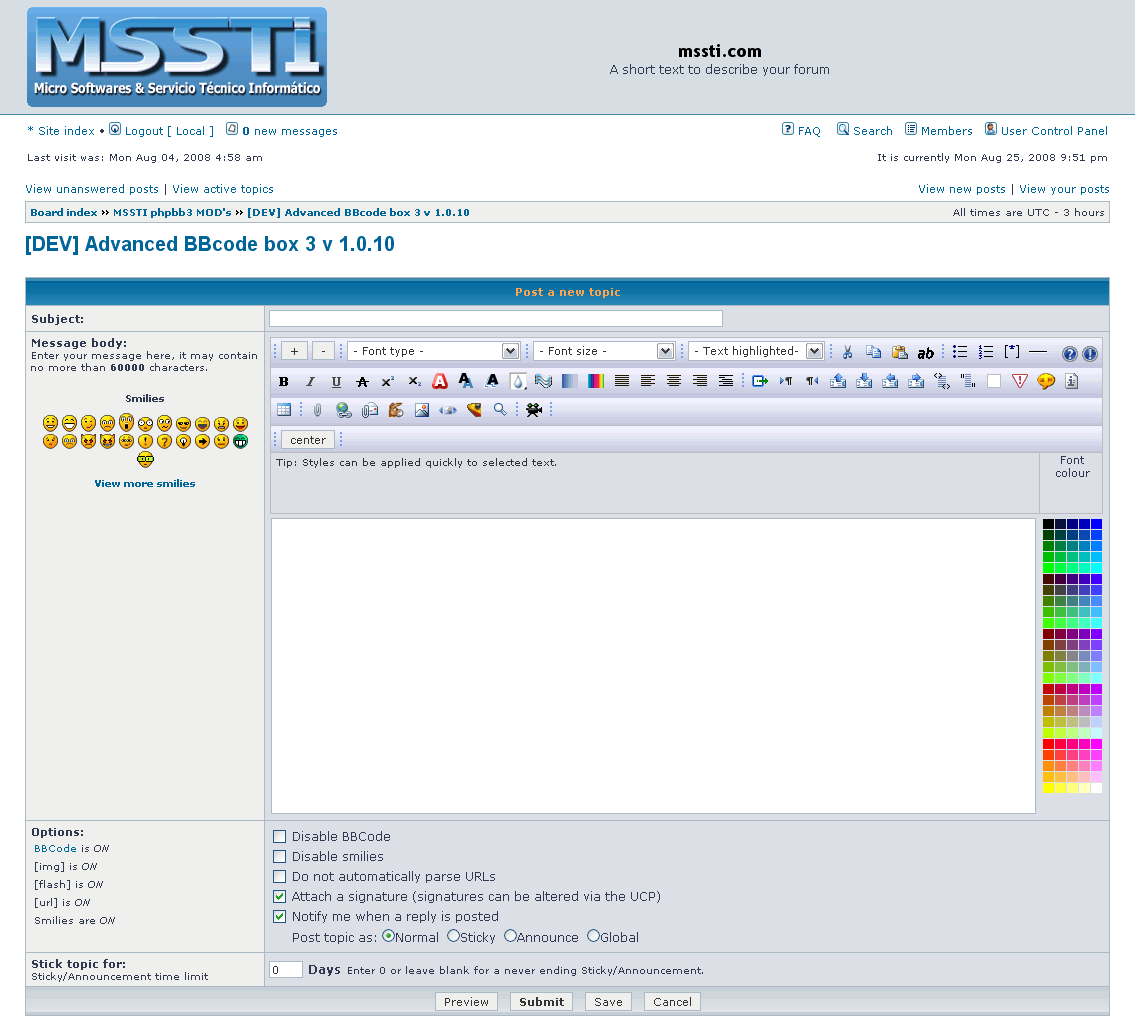 MSSTi
Micro Softwares & Servicio Técnico Informático
mssti.com
A short text to describe your forum
* Site index • Logout [ Local ] 0 new messages
FAQ Search Members User Control Panel
Last visit was: Mon Aug 04, 2008 4:58 am
It is currently Mon Aug 25, 2008 9:51 pm
View unanswered posts | View active topics
View new posts | View your posts
Board index » MSSTI phpbb3 MOD's » [DEV] Advanced BBcode box 3 v 1.0.10
All times are UTC - 3 hours
[DEV] Advanced BBcode box 3 v 1.0.10
Post a new topic
Subject:
Message body:
Enter your message here, it may contain
no more than 60000 characters.
Smilies
View more smilies
+ - - Font type - - Font size - - Text highlighted- ab [*]
B I U A x² x₂ A A A
center
Tip: Styles can be applied quickly to selected text.
Font
colour
Options:
BBCode is ON
[img] is ON
[flash] is ON
[url] is ON
Smilies are ON
Disable BBCode
Disable smilies
Do not automatically parse URLs
Attach a signature (signatures can be altered via the UCP)
Notify me when a reply is posted
Post topic as: Normal Sticky Announce Global
Stick topic for:
Sticky/Announcement time limit
0 Days Enter 0 or leave blank for a never ending Sticky/Announcement.
Preview Submit Save Cancel